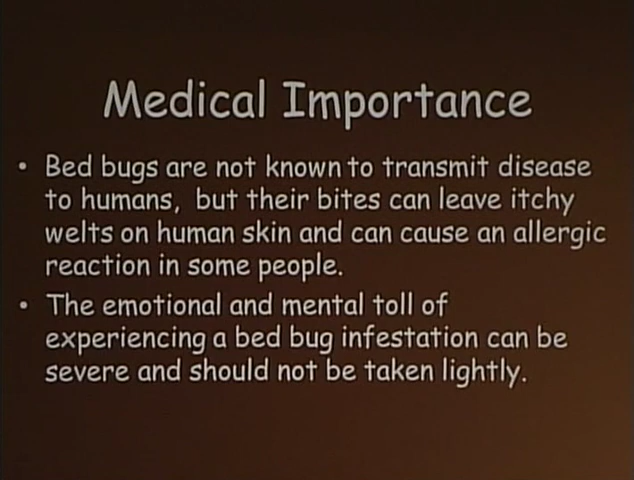 Medical Importance
• Bed bugs are not known to transmit disease
to humans, but their bites can leave itchy
welts on human skin and can cause an allergic
reaction in some people.
• The emotional and mental toll of
experiencing a bed bug infestation can be
severe and should not be taken lightly.